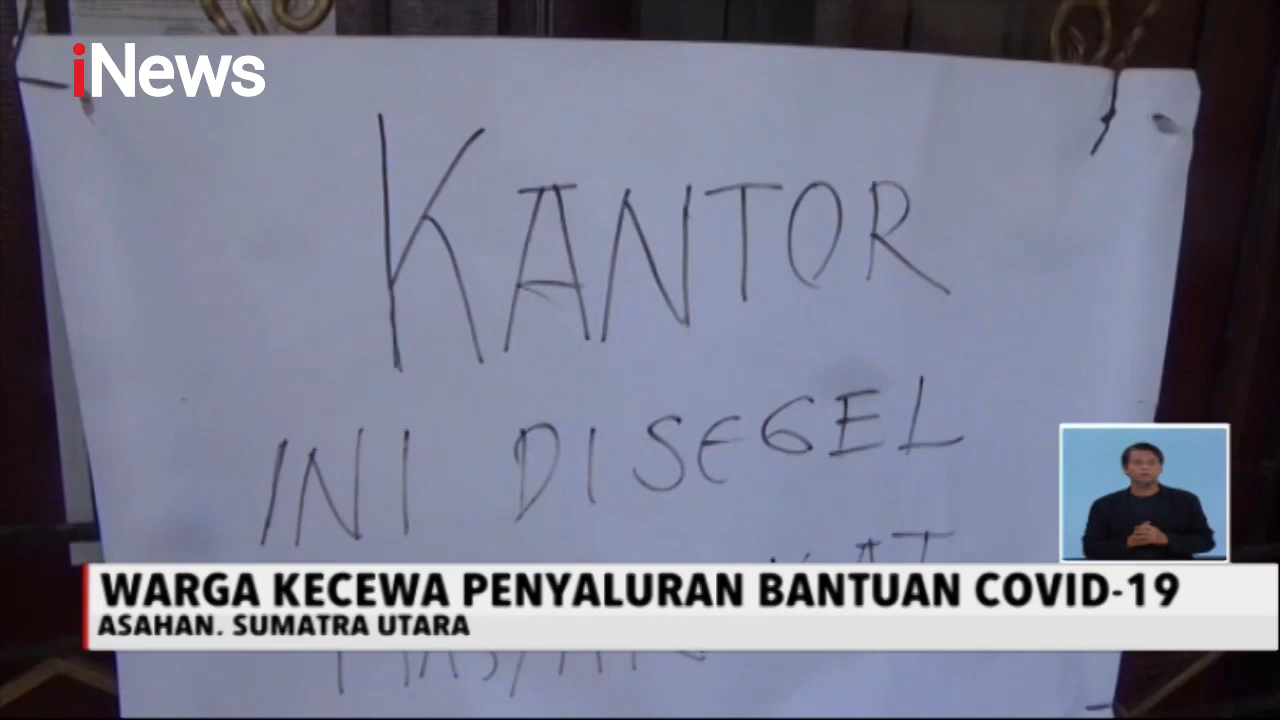 iNews
KANTOR
INI DISEGEL
WARGA KECEWA PENYALURAN BANTUAN COVID-19
ASAHAN, SUMATRA UTARA